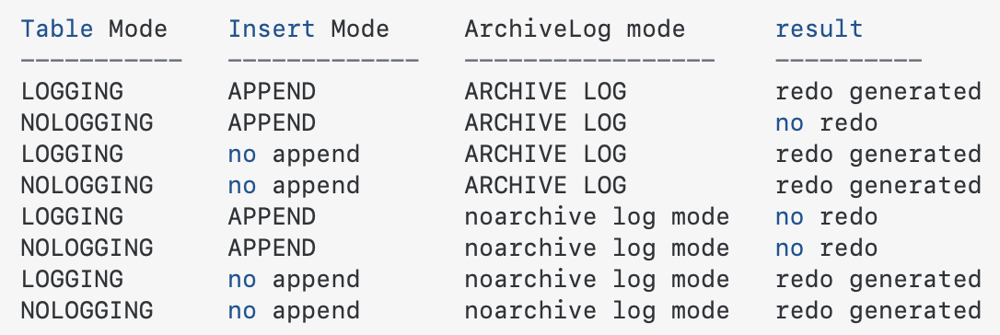 Table Mode   Insert Mode   ArchiveLog mode   result
-----------   -------------   -----------------   ----------
LOGGING   APPEND   ARCHIVE LOG   redo generated
NOLOGGING   APPEND   ARCHIVE LOG   no redo
LOGGING   no append   ARCHIVE LOG   redo generated
NOLOGGING   no append   ARCHIVE LOG   redo generated
LOGGING   APPEND   noarchive log mode   no redo
NOLOGGING   APPEND   noarchive log mode   no redo
LOGGING   no append   noarchive log mode   redo generated
NOLOGGING   no append   noarchive log mode   redo generated